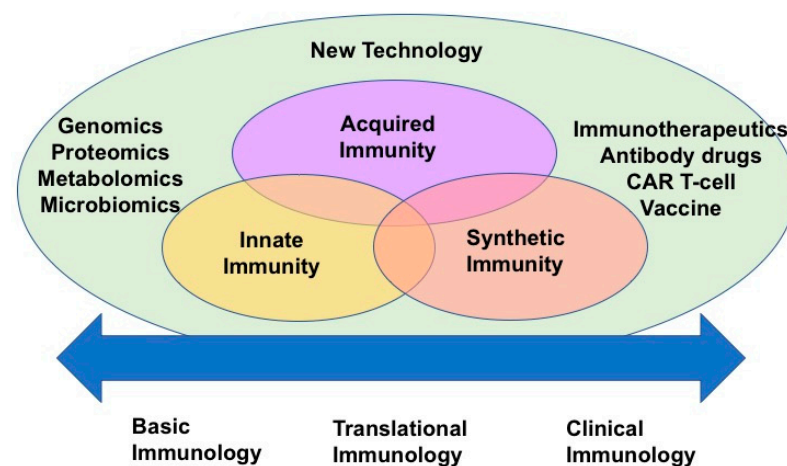 New Technology
Genomics
Proteomics
Metabolomics
Microbiomics
Acquired
Immunity
Immunotherapeutics
Antibody drugs
CAR T-cell
Vaccine
Innate
Immunity
Synthetic
Immunity
Basic
Immunology
Translational
Immunology
Clinical
Immunology